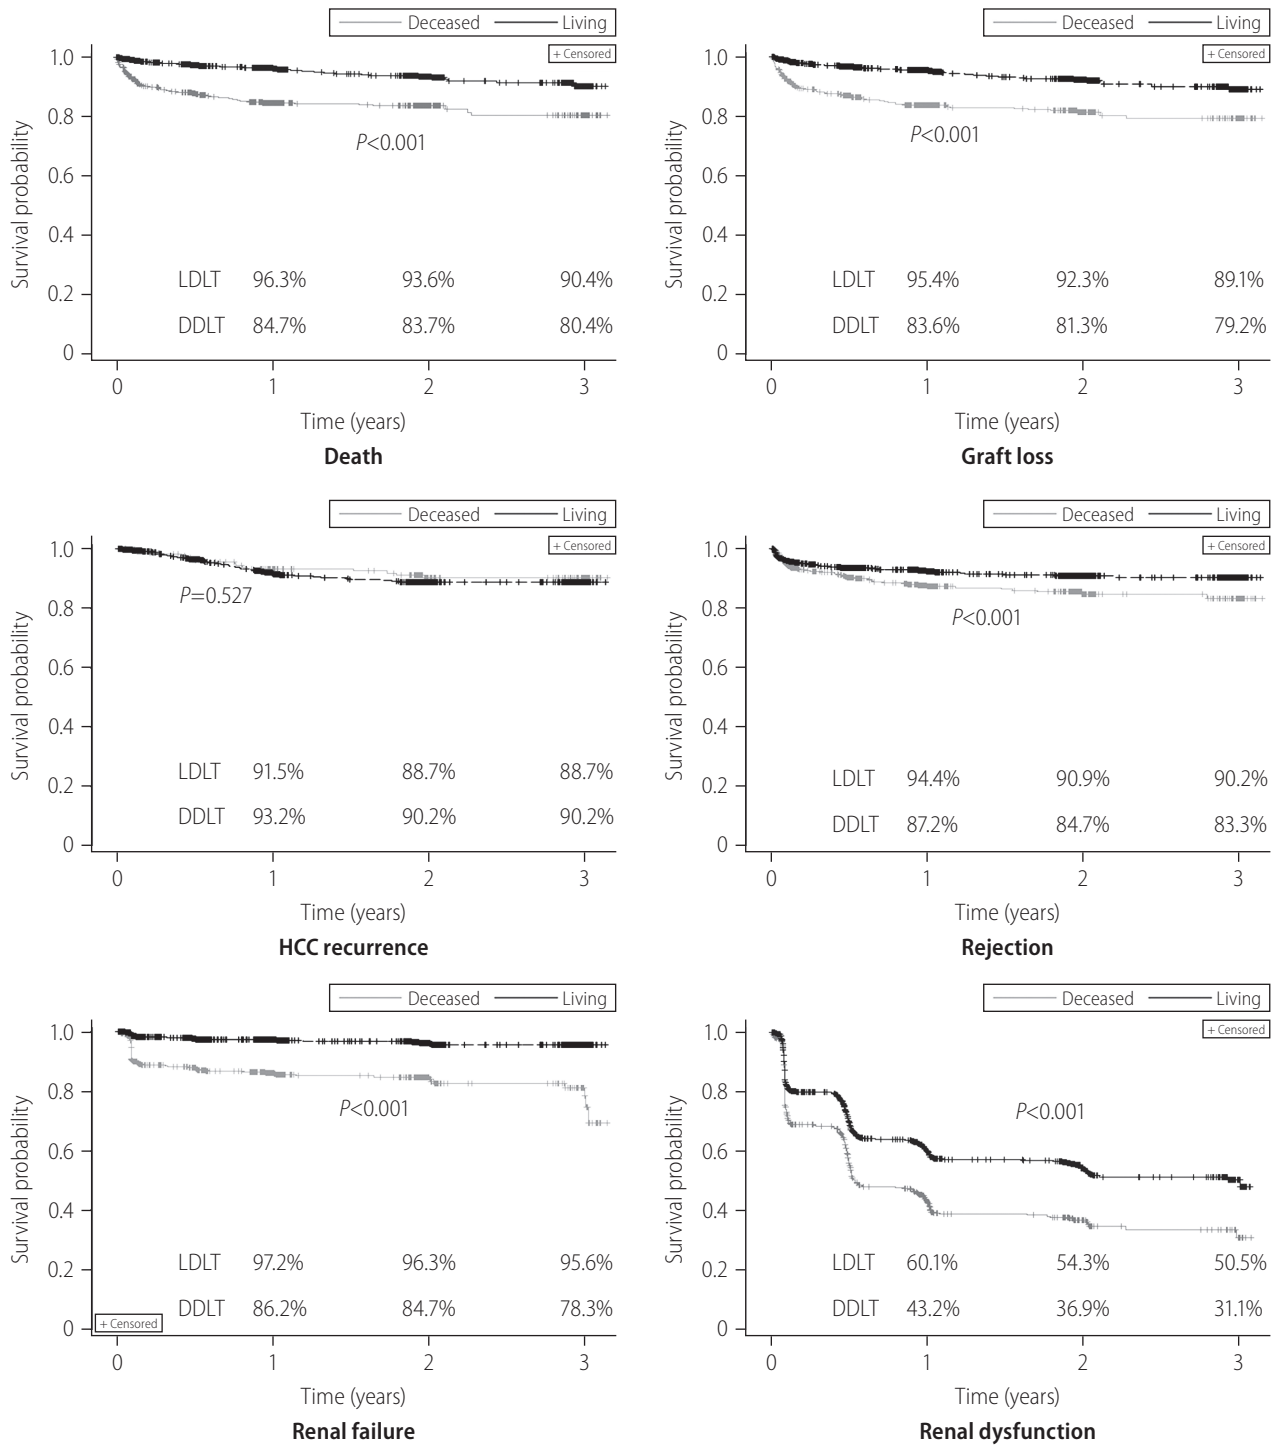 Deceased Living
+ Censored
1.0
0.8
0.6
0.4
0.2
0
Survival probability
P<0.001
LDLT 96.3% 93.6% 90.4%
DDLT 84.7% 83.7% 80.4%
0 1 2 3
Time (years)
Death
Deceased Living
+ Censored
1.0
0.8
0.6
0.4
0.2
0
Survival probability
P<0.001
LDLT 95.4% 92.3% 89.1%
DDLT 83.6% 81.3% 79.2%
0 1 2 3
Time (years)
Graft loss
Deceased Living
+ Censored
1.0
0.8
0.6
0.4
0.2
0
Survival probability
P=0.527
LDLT 91.5% 88.7% 88.7%
DDLT 93.2% 90.2% 90.2%
0 1 2 3
Time (years)
HCC recurrence
Deceased Living
+ Censored
1.0
0.8
0.6
0.4
0.2
0
Survival probability
P<0.001
LDLT 94.4% 90.9% 90.2%
DDLT 87.2% 84.7% 83.3%
0 1 2 3
Time (years)
Rejection
Deceased Living
1.0
0.8
0.6
0.4
0.2
0
Survival probability
P<0.001
LDLT 97.2% 96.3% 95.6%
DDLT 86.2% 84.7% 78.3%
+ Censored
0 1 2 3
Time (years)
Renal failure
Deceased Living
+ Censored
1.0
0.8
0.6
0.4
0.2
0
Survival probability
P<0.001
LDLT 60.1% 54.3% 50.5%
DDLT 43.2% 36.9% 31.1%
0 1 2 3
Time (years)
Renal dysfunction